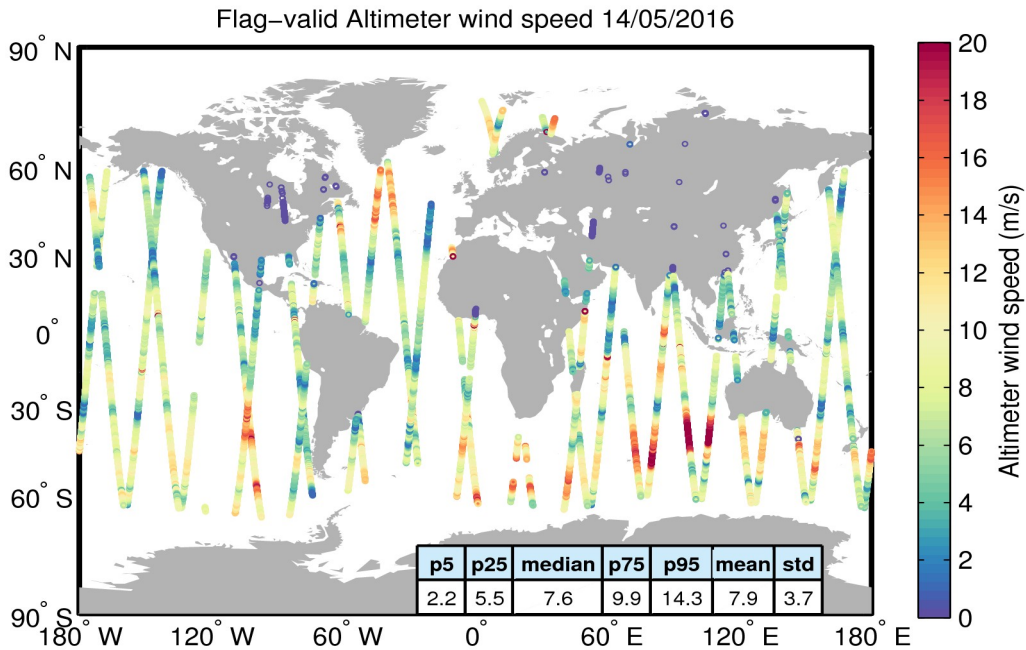 Flag−valid Altimeter wind speed 14/05/2016
90° N
60° N
30° N
0°
30° S
60° S
90° S
180° W 120° W 60° W 0° 60° E 120° E 180° E
p5 p25 median p75 p95 mean std
2.2 5.5 7.6 9.9 14.3 7.9 3.7
20
18
16
14
12
10
8
6
4
2
0
Altimeter wind speed (m/s)